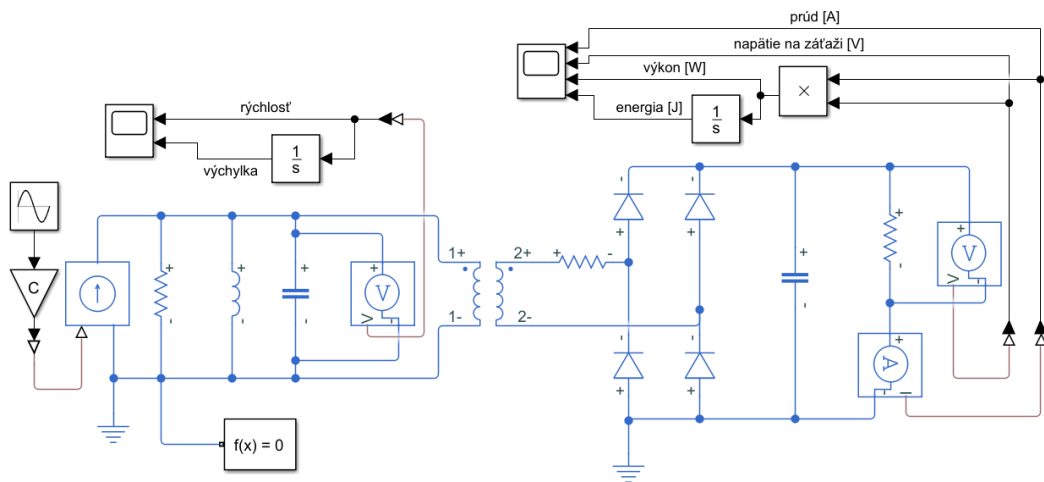 prúd [A]
napätie na záťaži [V]
výkon [W]
energia [J]
×
1
s
rýchlosť
výchylka
1
s
C
1+
2+
1-
2-
+
-
+
-
+
-
+
-
V
V
-
+
-
-
+
+
-
-
+
+
+
-
+
-
+
V
V
-
+
A
-
I
f(x) = 0